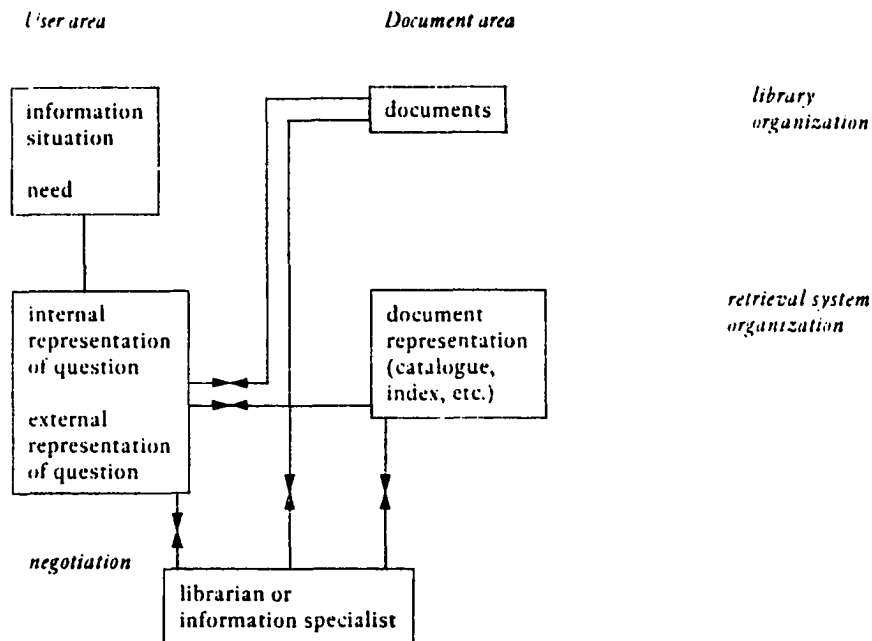 User area
Document area
information
situation
need
documents
library
organization
internal
representation
of question
external
representation
of question
document
representation
(catalogue,
index, etc.)
retrieval system
organization
negotiation
librarian or
information specialist